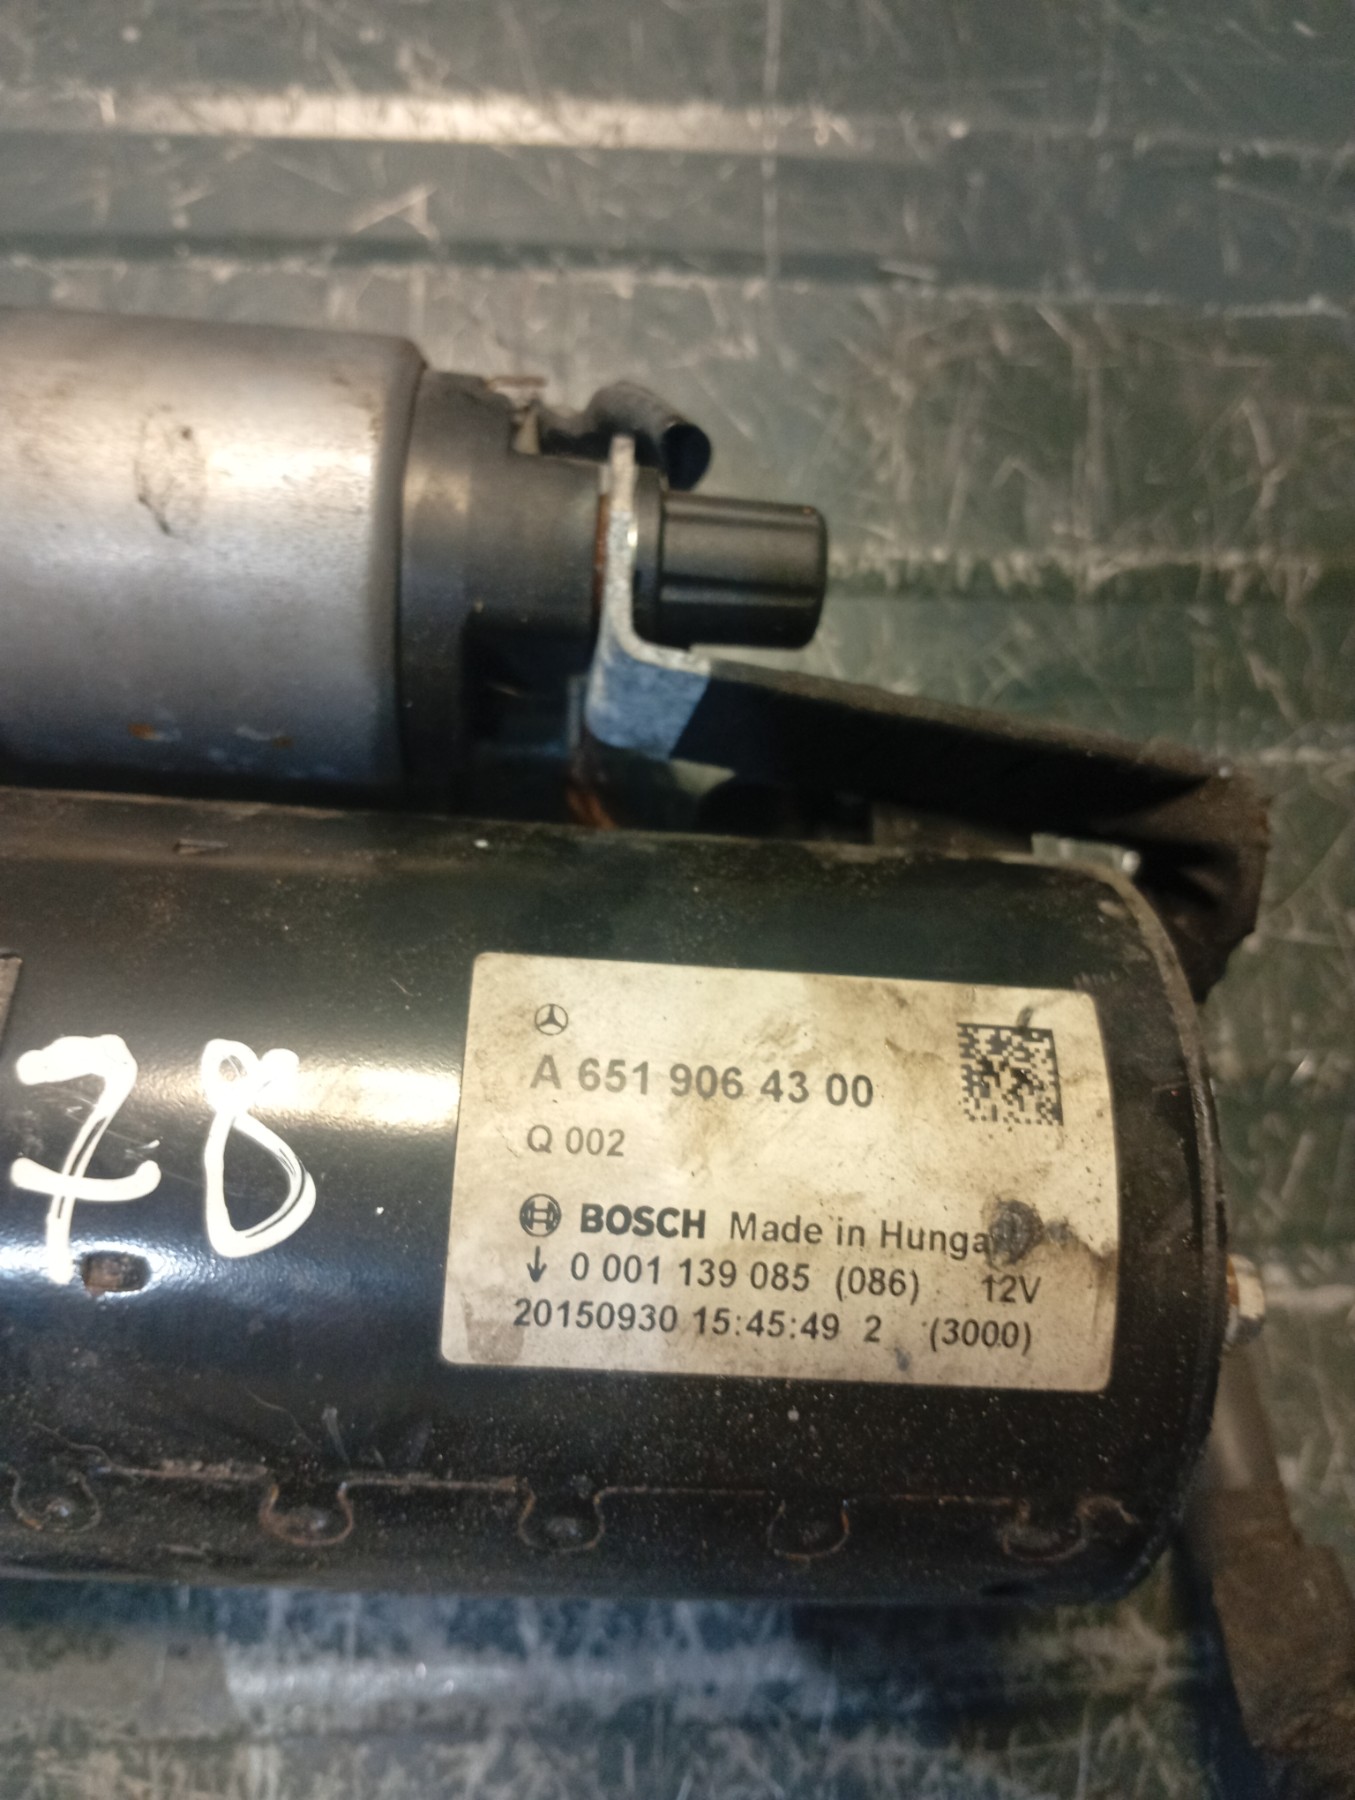 78
A 651 906 43 00
Q 002
BOSCH Made in
0 001 139 085 (086) 12V
20150930 15:45:49 2 (3000)